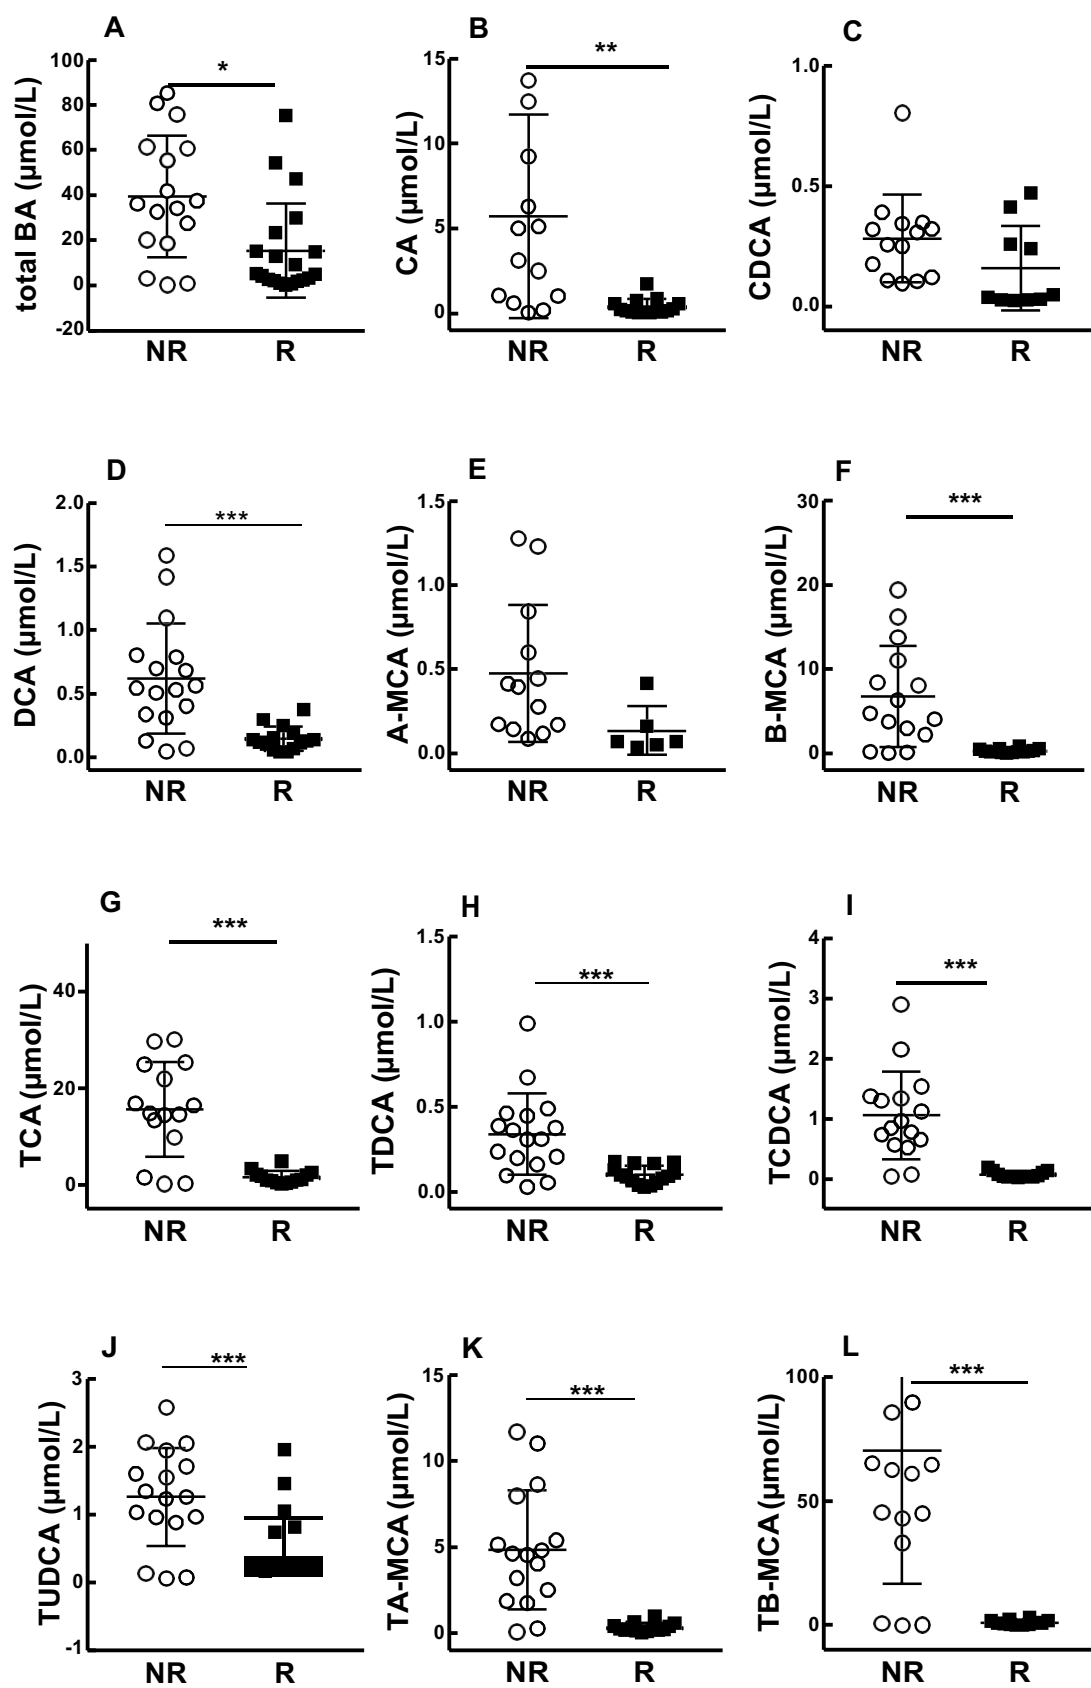 A
total BA (µmol/L)
100
80
60
40
20
0
-20
*
NR R
B
CA (µmol/L)
15
10
5
0
**
NR R
C
CDCA (µmol/L)
1.0
0.5
0.0
NR R
D
DCA (µmol/L)
2.0
1.5
1.0
0.5
0.0
***
NR R
E
A-MCA (µmol/L)
1.5
1.0
0.5
0.0
NR R
F
B-MCA (µmol/L)
30
20
10
0
***
NR R
G
TCA (µmol/L)
40
20
0
***
NR R
H
TDCA (µmol/L)
1.5
1.0
0.5
0.0
***
NR R
I
TCDCA (µmol/L)
4
3
2
1
0
***
NR R
J
TUDCA (µmol/L)
3
2
1
0
-1
***
NR R
K
TA-MCA (µmol/L)
15
10
5
0
***
NR R
L
TB-MCA (µmol/L)
100
50
0
***
NR R